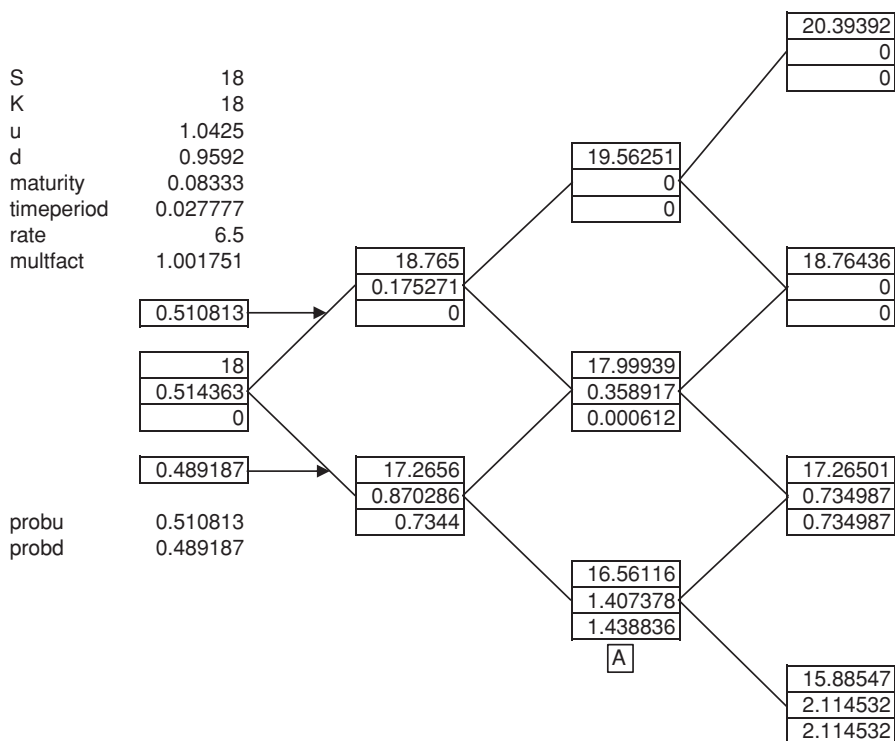 S 18
K 18
u 1.0425
d 0.9592
maturity 0.08333
timeperiod 0.027777
rate 6.5
multfact 1.001751
0.510813
18
0.514363
0
0.489187
probu 0.510813
probd 0.489187
18.765
0.175271
0
17.2656
0.870286
0.7344
19.56251
0
0
17.99939
0.358917
0.000612
16.56116
1.407378
1.438836
A
20.39392
0
0
18.76436
0
0
17.26501
0.734987
0.734987
15.88547
2.114532
2.114532